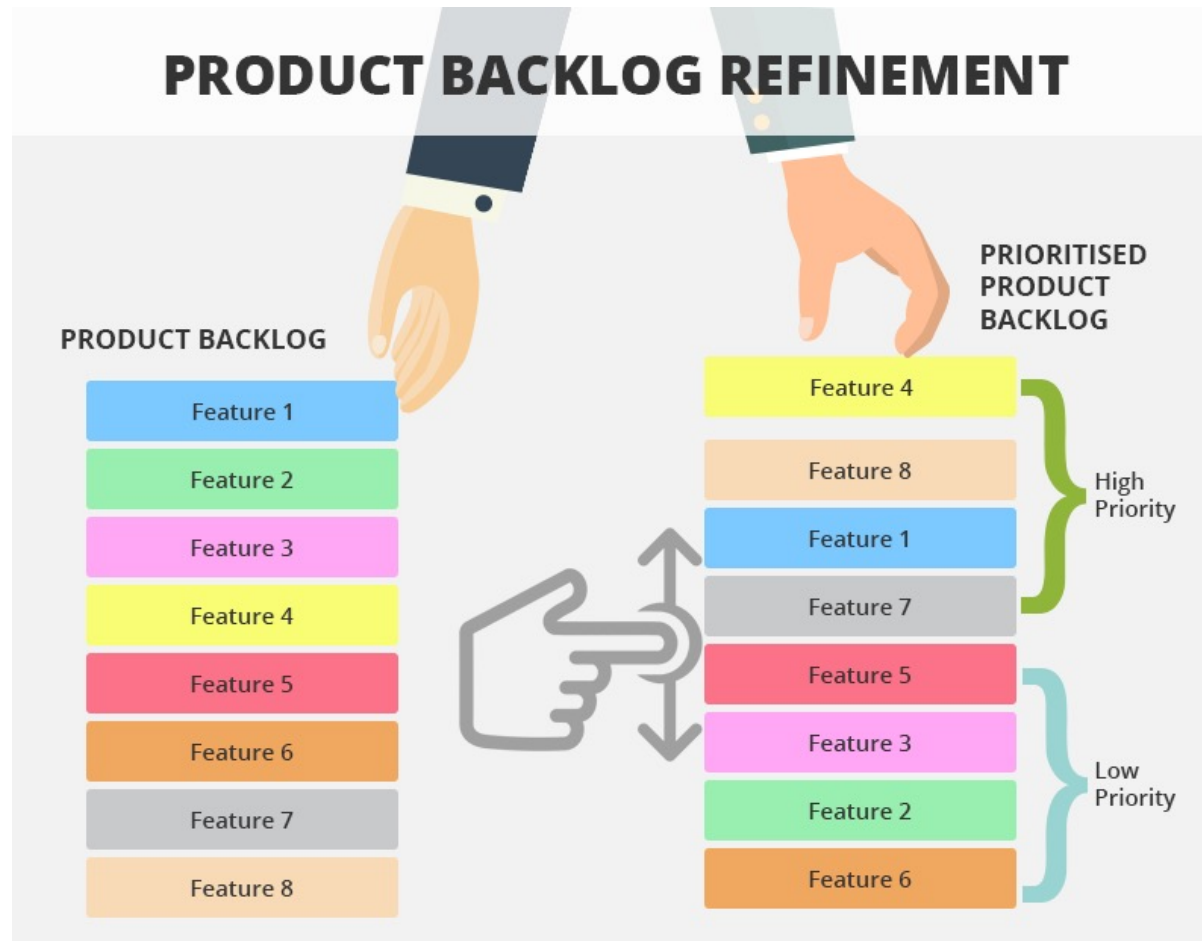 PRODUCT BACKLOG REFINEMENT
PRODUCT BACKLOG
Feature 1
Feature 2
Feature 3
Feature 4
Feature 5
Feature 6
Feature 7
Feature 8
PRIORITISED
PRODUCT
BACKLOG
Feature 4
Feature 8
Feature 1
Feature 7
Feature 5
Feature 3
Feature 2
Feature 6
High
Priority
Low
Priority